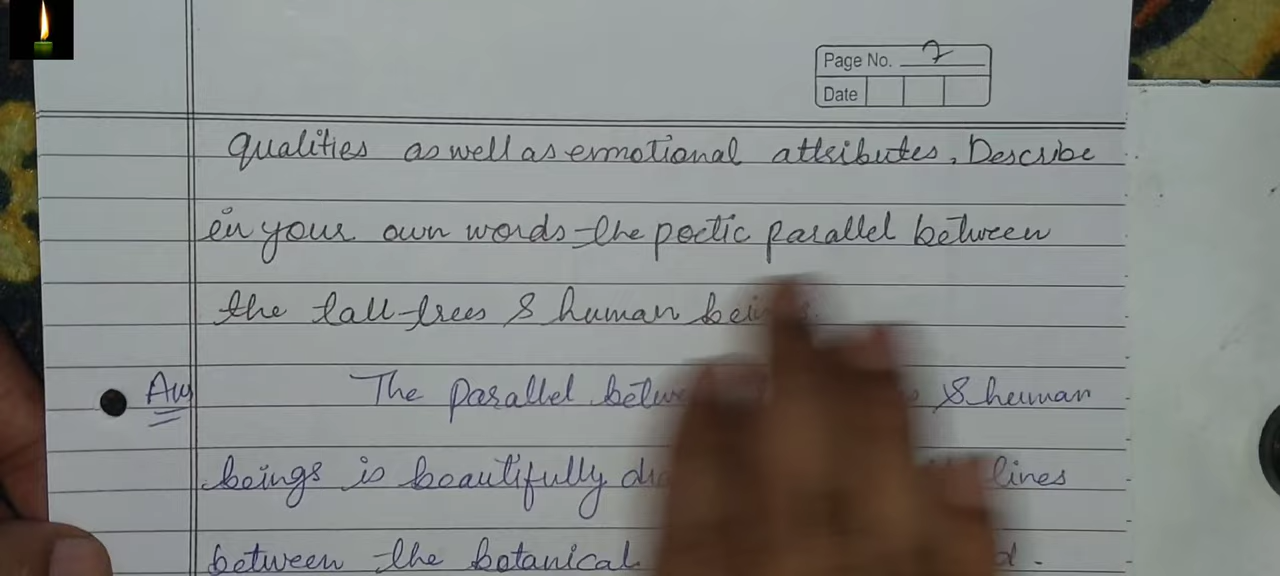 Page No. 7
Date
qualities as well as emotional attributes. Describe
in your own words the poetic parallel between
the tall trees & human
Ans The parallel & human
beings is beautifully lines
between the botanical